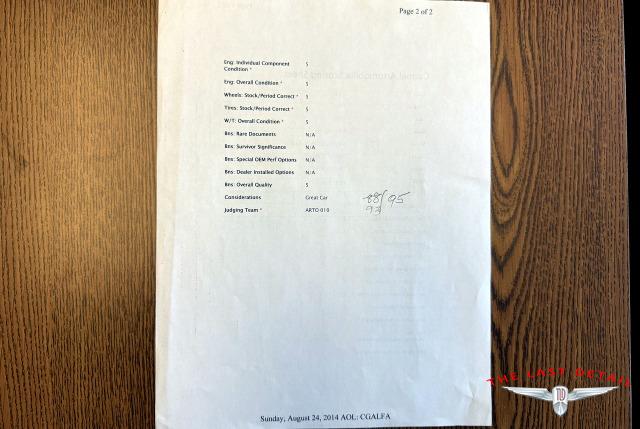 Page 2 of 2
Eng: Individual Component
Condition * 5
Eng: Overall Condition * 5
Wheels: Stock/Period Correct * 5
Tires: Stock/Period Correct * 5
W/T: Overall Condition * 5
Bns: Rare Documents N/A
Bns: Survivor Significance N/A
Bns: Special OEM Perf Options N/A
Bns: Dealer Installed Options N/A
Bns: Overall Quality 5
Considerations Great Car 88/95
Judging Team * ARTO 010
Sunday, August 24, 2014 AOL: CGALFA
THE LAST DETAIL
TD